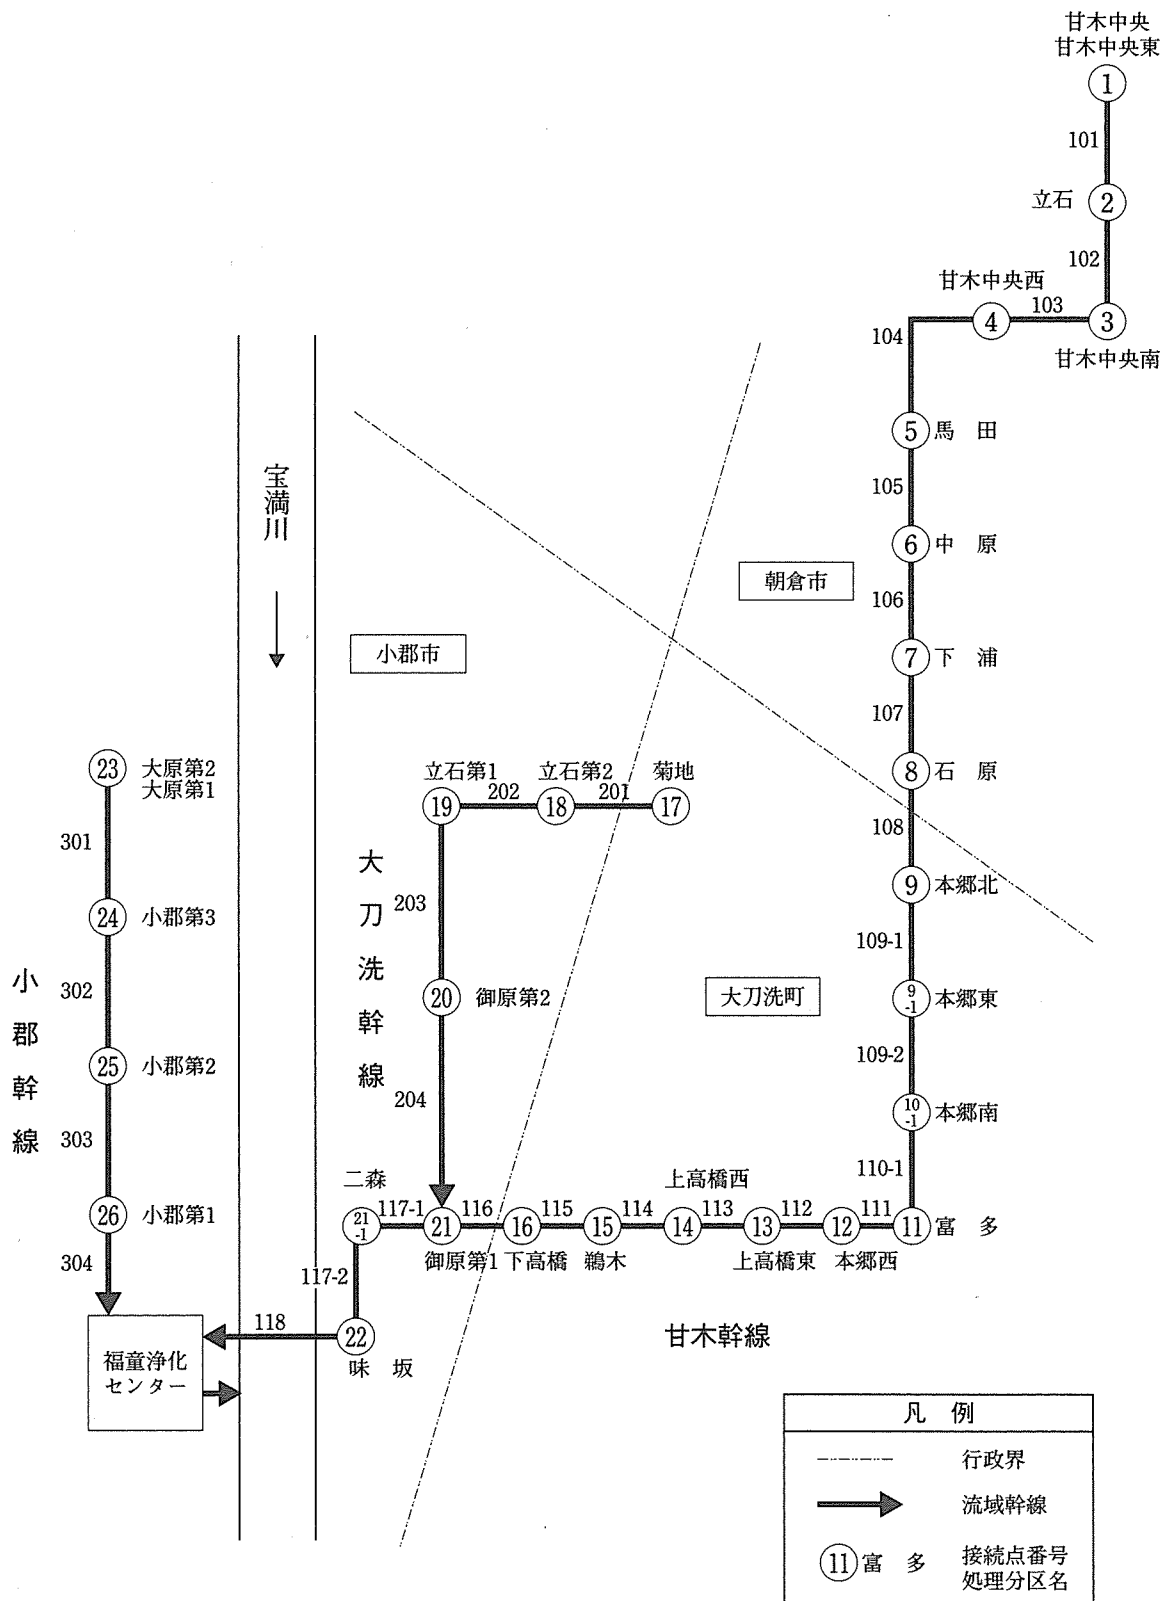 甘木中央
甘木中央東
1
101
立石
2
102
甘木中央西
4
103
3
甘木中央南
104
5
馬 田
105
6
中 原
106
7
下 浦
107
8
石 原
108
9
本郷北
109-1
9-1
本郷東
109-2
10-1
本郷南
110-1
11
富 多
111
12
本郷西
112
13
上高橋東
113
14
上高橋西
114
15
鵜木
115
16
下高橋
116
21
御原第1
117-1
21-1
二森
117-2
22
味 坂
118
甘木幹線
朝倉市
小郡市
大刀洗町
宝満川
菊地
17
201
立石第2
18
202
立石第1
19
203
20
御原第2
204
大刀洗幹線
23
大原第2
大原第1
301
24
小郡第3
302
25
小郡第2
303
26
小郡第1
304
小郡幹線
福童浄化
センター
凡 例
行政界
流域幹線
11
富 多
接続点番号
処理分区名